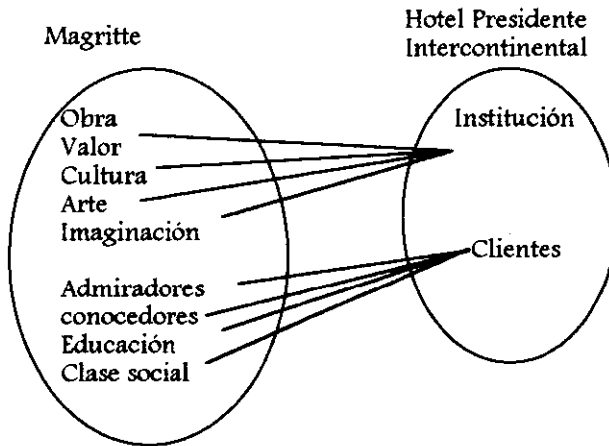 Magritte
Hotel Presidente
Intercontinental
Obra
Valor
Cultura
Arte
Imaginación
Admiradores
conocedores
Educación
Clase social
Institución
Clientes